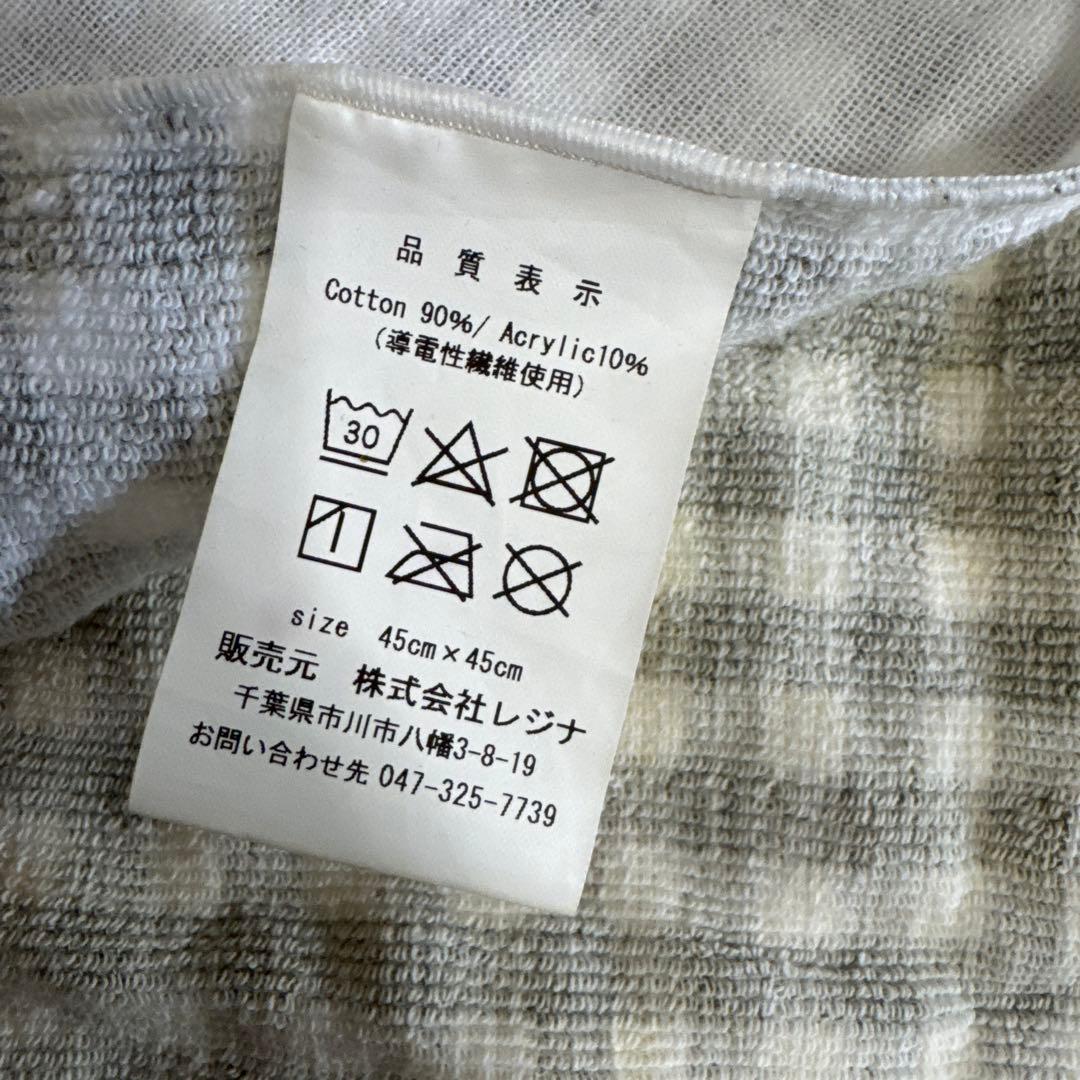 品質表示
Cotton 90%/ Acrylic10%
(導電性繊維使用)
30
size 45cm×45cm
販売元 株式会社レジナ
千葉県市川市八幡3-8-19
お問い合わせ先 047-325-7739